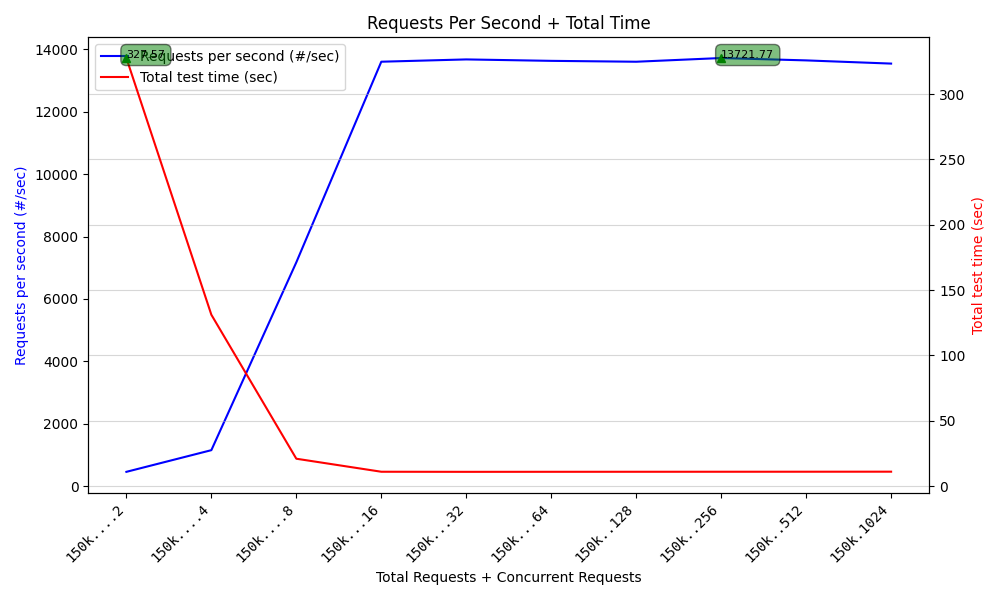 Requests Per Second + Total Time
327.57
13721.77
Requests per second (#/sec)
Total test time (sec)
14000
12000
10000
8000
6000
4000
2000
0
Requests per second (#/sec)
300
250
200
150
100
50
0
Total test time (sec)
150k....2
150k....4
150k....8
150k...16
150k...32
150k...64
150k..128
150k..256
150k..512
150k.1024
Total Requests + Concurrent Requests